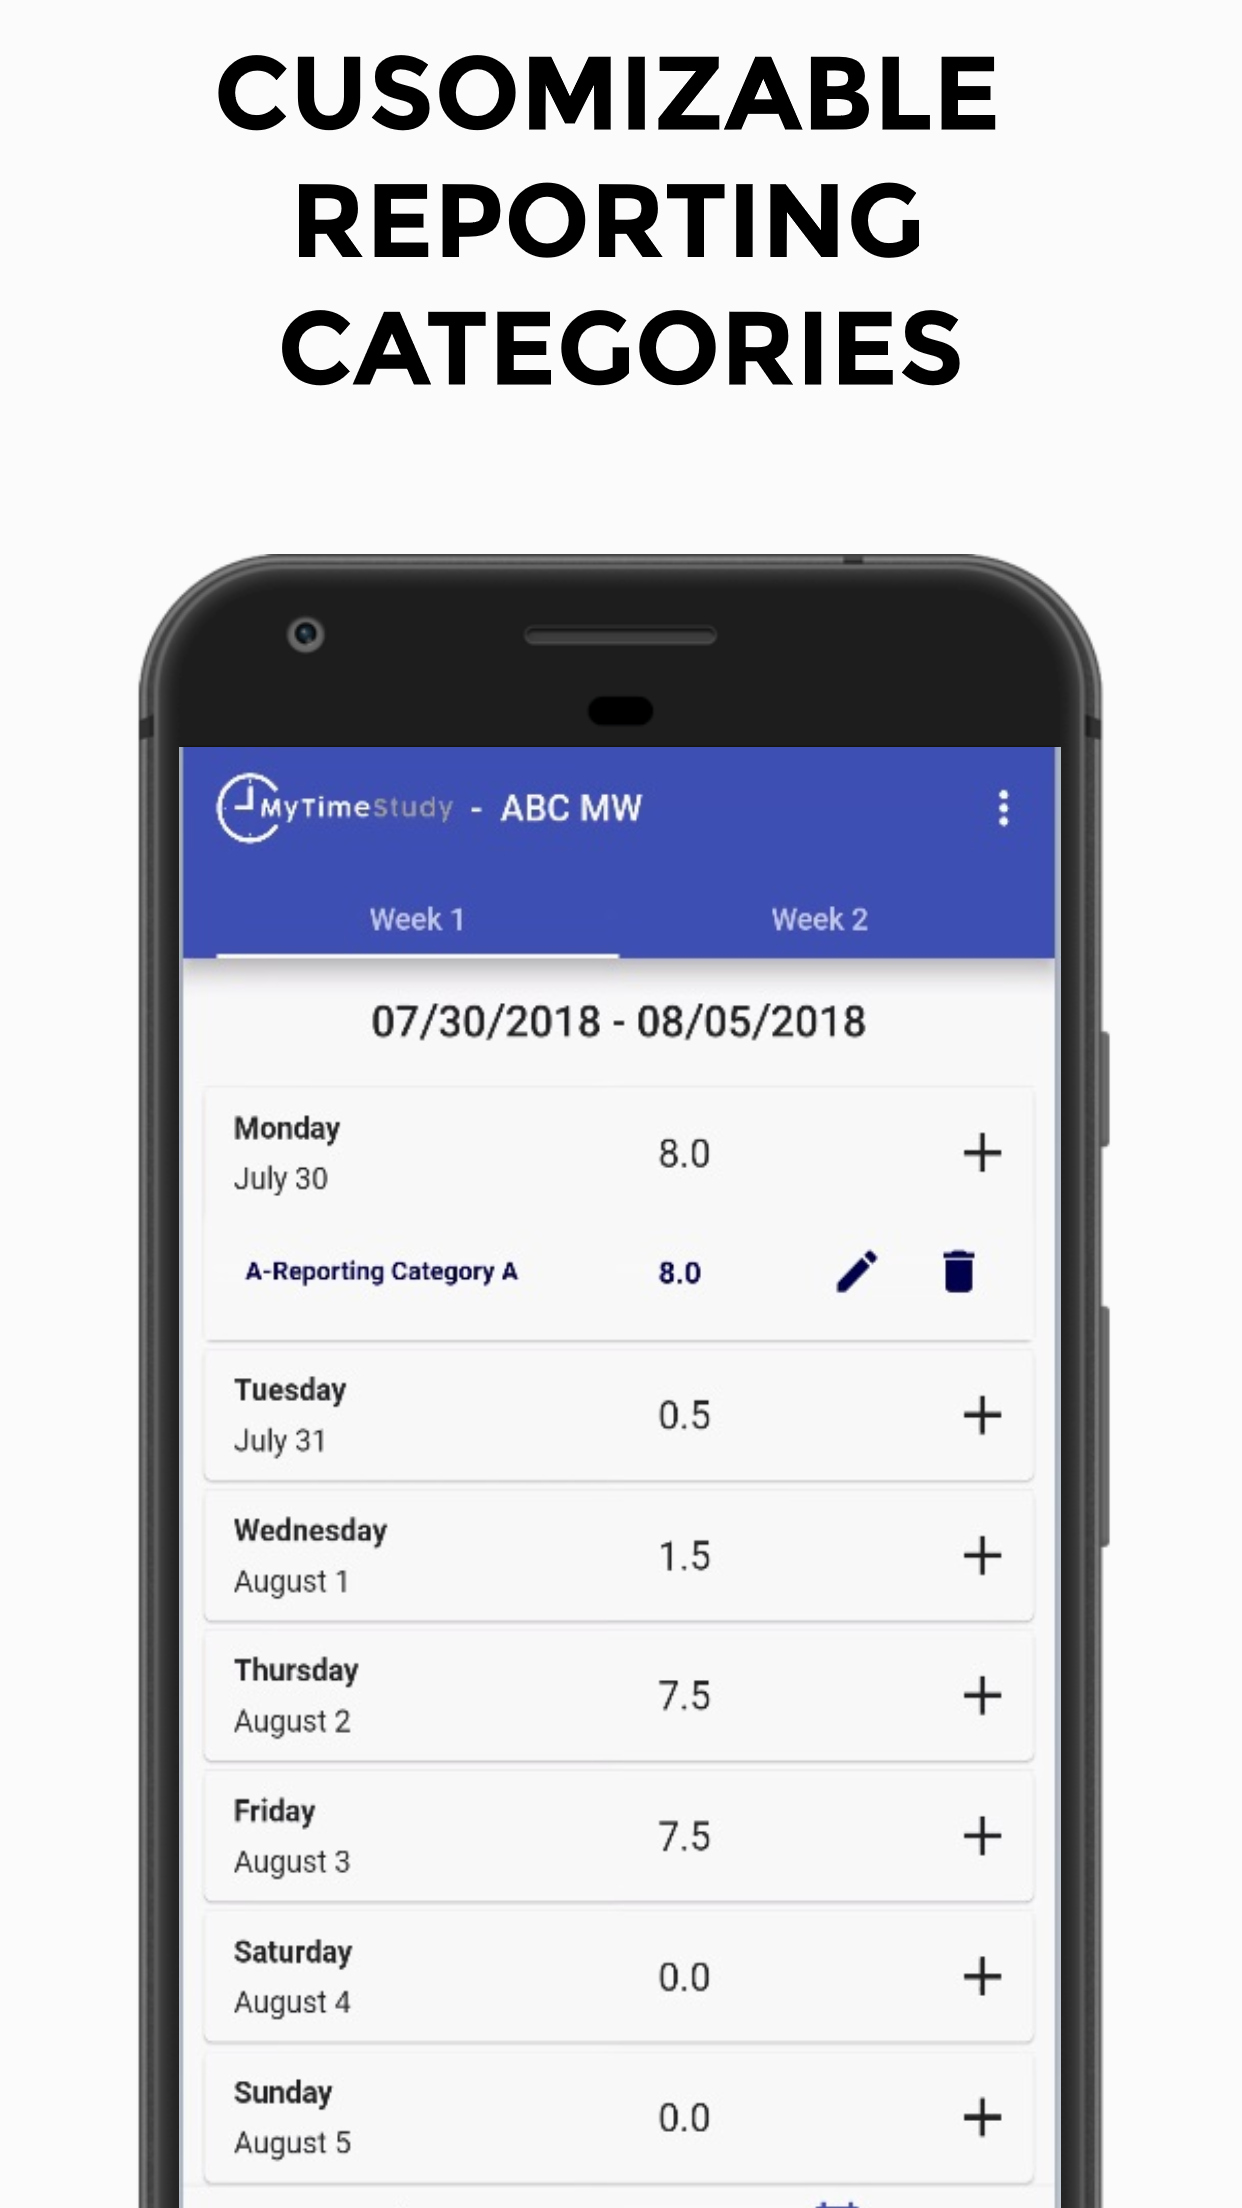 CUSOMIZABLE
REPORTING
CATEGORIES
MyTimeStudy - ABC MW
Week 1 Week 2
07/30/2018 - 08/05/2018
Monday
July 30
8.0
A-Reporting Category A 8.0
Tuesday
July 31
0.5
Wednesday
August 1
1.5
Thursday
August 2
7.5
Friday
August 3
7.5
Saturday
August 4
0.0
Sunday
August 5
0.0